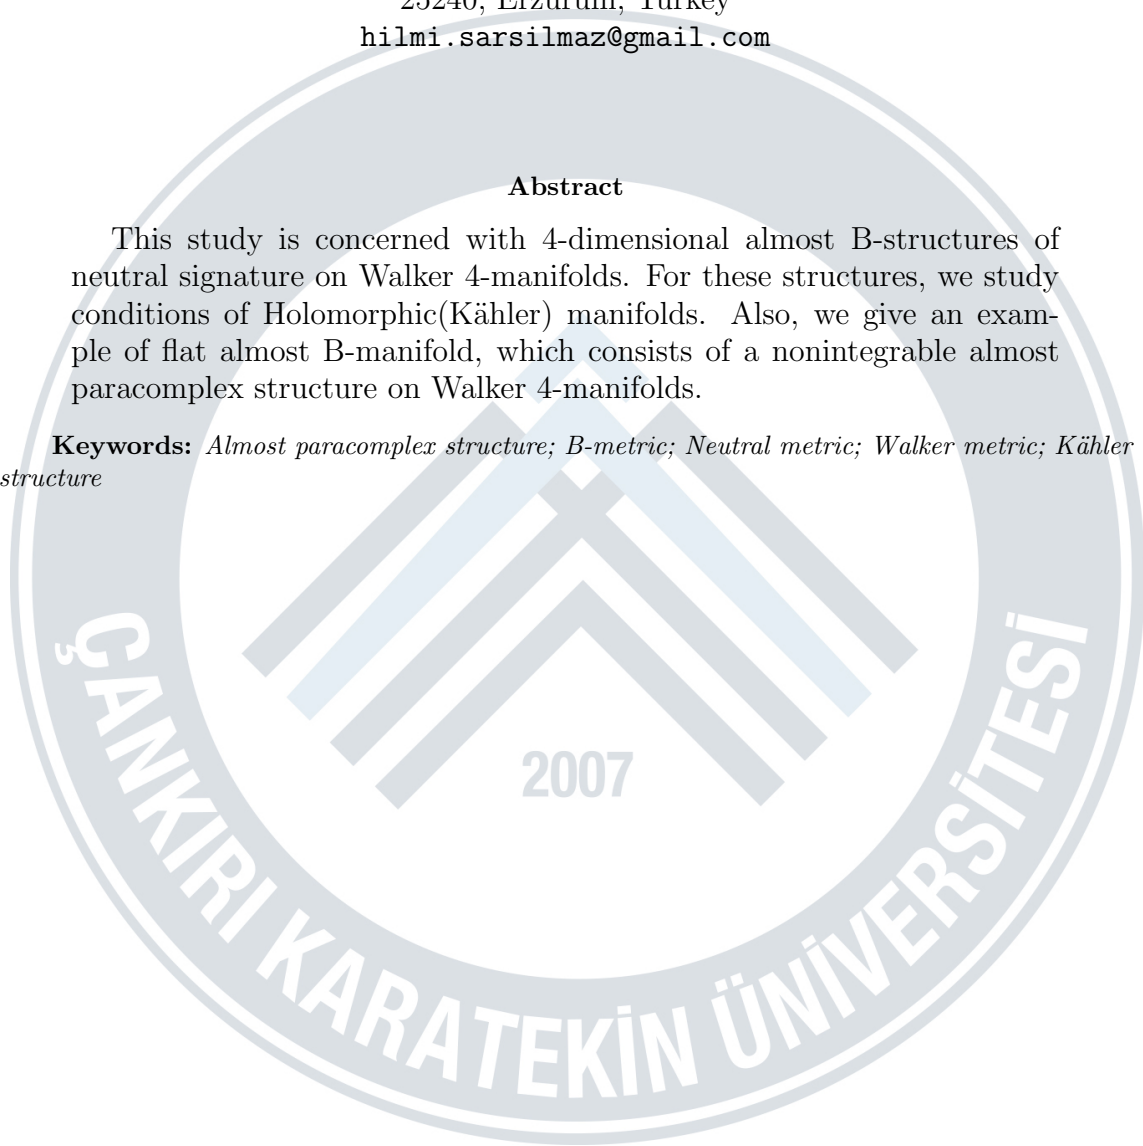 25240, Erzurum, Turkey
hilmi.sarsilmaz@gmail.com
Abstract
This study is concerned with 4-dimensional almost B-structures of
neutral signature on Walker 4-manifolds. For these structures, we study
conditions of Holomorphic(Kähler) manifolds. Also, we give an exam-
ple of flat almost B-manifold, which consists of a nonintegrable almost
paracomplex structure on Walker 4-manifolds.
Keywords: Almost paracomplex structure; B-metric; Neutral metric; Walker metric; Kähler
structure
2007
ÇANKIRI KARATEKİN ÜNİVERSİTESİ